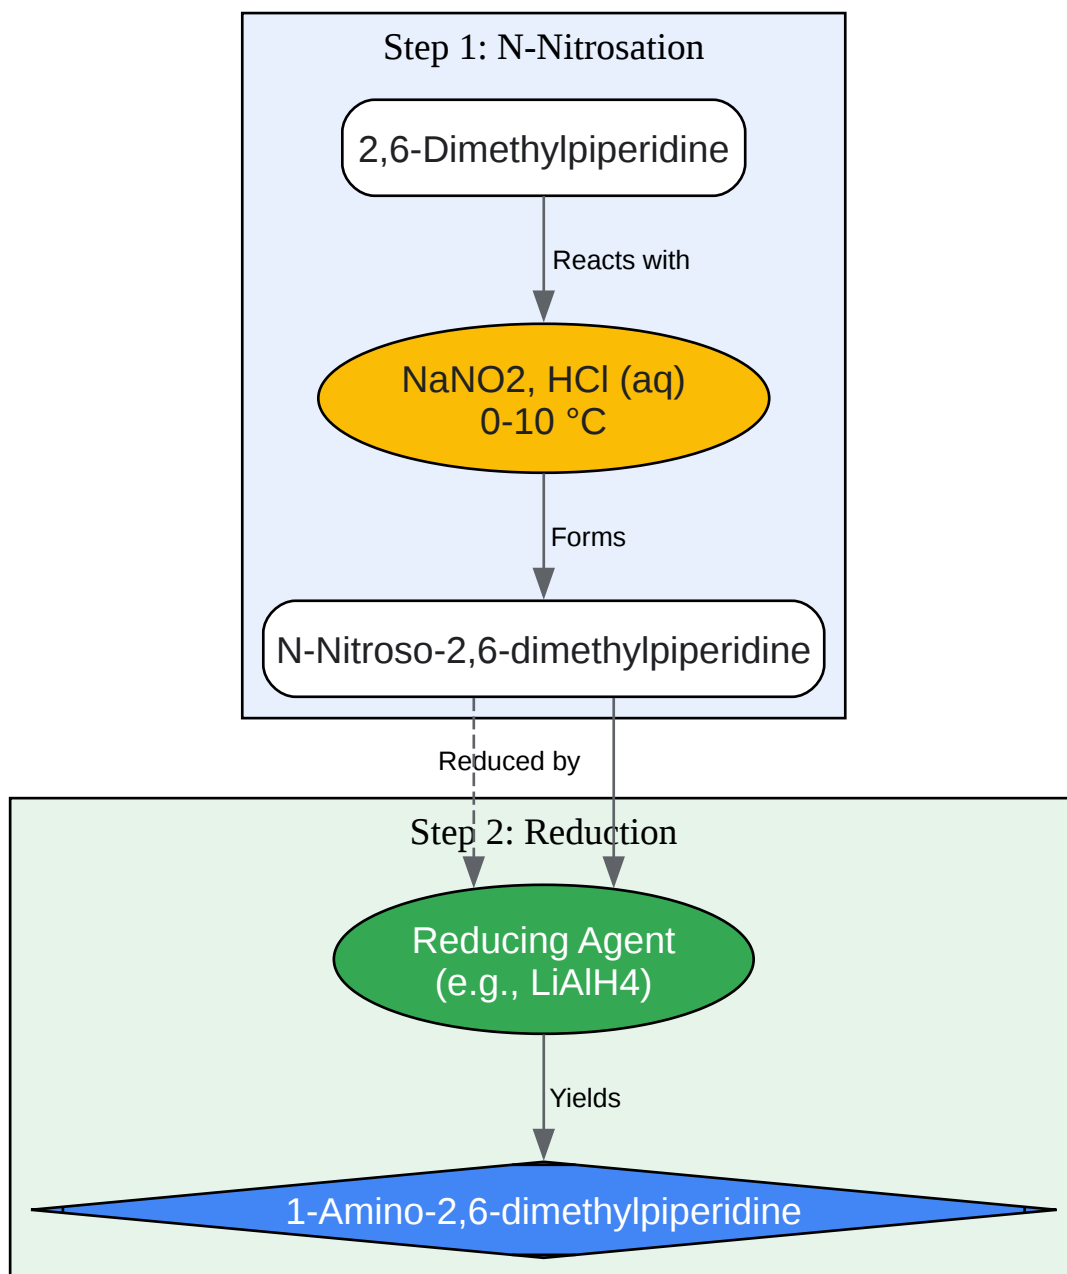 Step 1: N-Nitrosation
2,6-Dimethylpiperidine
Reacts with
NaNO2, HCl (aq)
0-10 °C
Forms
N-Nitroso-2,6-dimethylpiperidine
Reduced by
Step 2: Reduction
Reducing Agent
(e.g., LiAlH4)
Yields
1-Amino-2,6-dimethylpiperidine